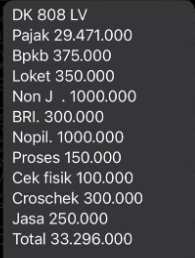 DK 808 LV
Pajak 29.471.000
Bpkb 375.000
Loket 350.000
Non J  . 1000.000
BRI. 300.000
Nopil. 1000.000
Proses 150.000
Cek fisik 100.000
Croschek 300.000
Jasa 250.000
Total 33.296.000